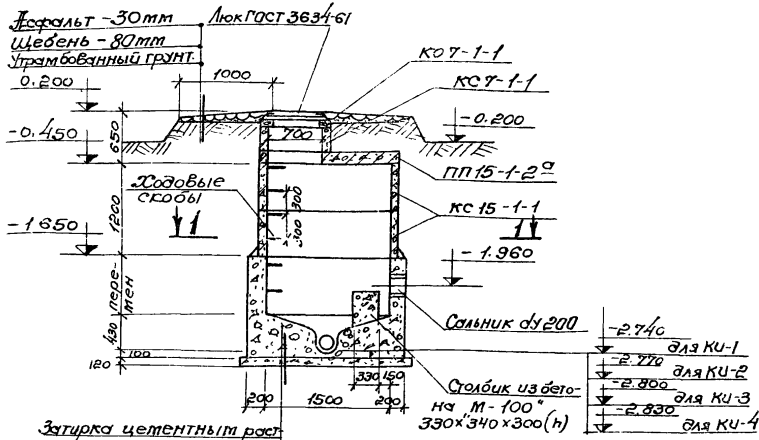 Асфальт -30мм
Щебень -80мм
Утрамбованный грунт.
Люк ГОСТ 3634-61
КО 7-1-1
КС 7-1-1
1000
0.200
-0.200
-0.450
650
700
ПП 15-1-2а
Ходовые
скобы
300
300
КС 15-1-1
1200
1
1
-1.650
-1.960
пере-
мен
Сальник dу 200
430
100
120
-2.740
для КИ-1
-2.770
для КИ-2
-2.800
для КИ-3
-2.830
для КИ-4
330
150
200
1500
200
Столбик из бето-
на "М-100"
330×340×300(h)
Затирка цементным раст.